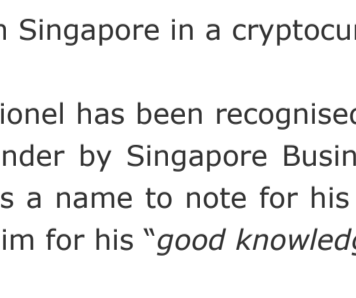 Singapore in a cryptocur
ionel has been recognised
nder by Singapore Busin
s a name to note for his
im for his "good knowledg